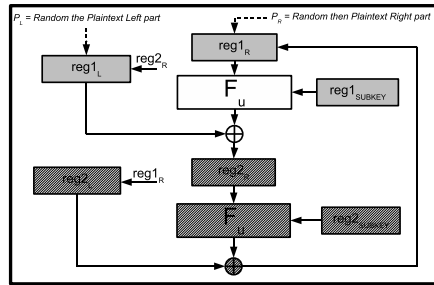 P_L = Random the Plaintext Left part
P_R = Random then Plaintext Right part
reg1_R
reg1_L
reg2_R
F_u
reg1_SUBKEY
reg2_R
reg2_L
reg1_R
F_u
reg2_SUBKEY